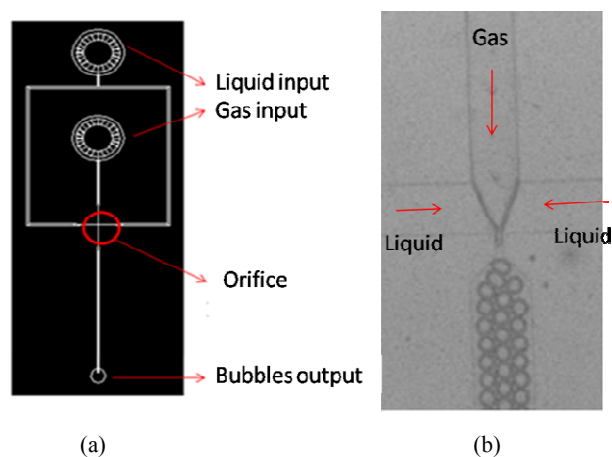 Liquid input
Gas input
Orifice
Bubbles output
(a)
Gas
Liquid
Liquid
(b)